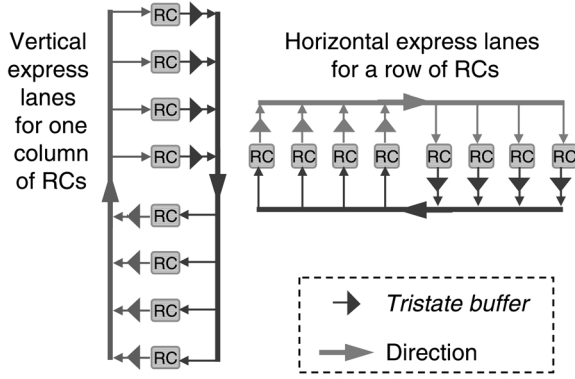 Vertical
express
lanes
for one
column
of RCs
RC
RC
RC
RC
RC
RC
RC
RC
Horizontal express lanes
for a row of RCs
RC RC RC RC RC RC RC RC
Tristate buffer
Direction